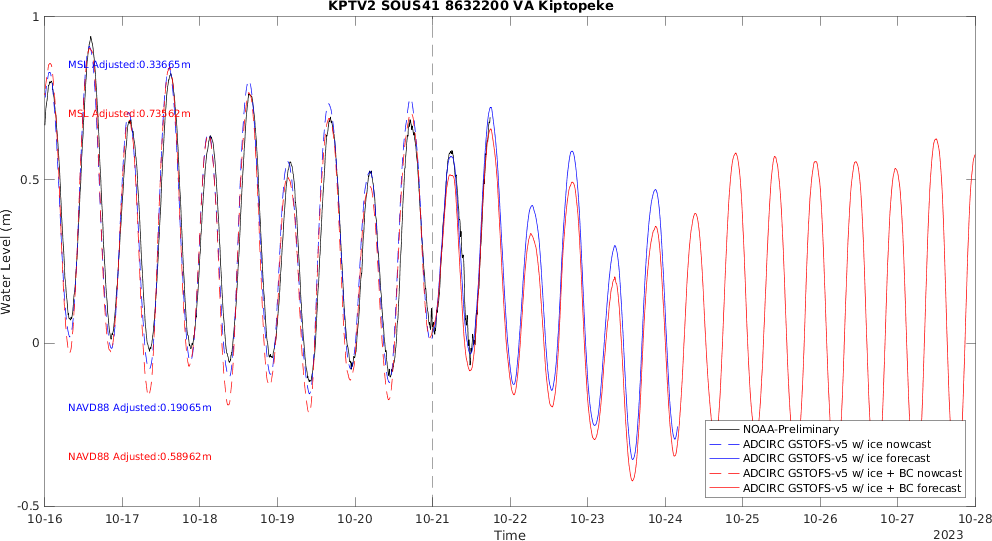 KPTV2 SOUS41 8632200 VA Kiptopeke
Water Level (m)
1
0.5
0
-0.5
MSL Adjusted:0.33665m
MSL Adjusted:0.73562m
NAVD88 Adjusted:0.19065m
NAVD88 Adjusted:0.58962m
NOAA-Preliminary
ADCIRC GSTOFS-v5 w/ ice nowcast
ADCIRC GSTOFS-v5 w/ ice forecast
ADCIRC GSTOFS-v5 w/ ice + BC nowcast
ADCIRC GSTOFS-v5 w/ ice + BC forecast
10-16 10-17 10-18 10-19 10-20 10-21 10-22 10-23 10-24 10-25 10-26 10-27 10-28
Time
2023